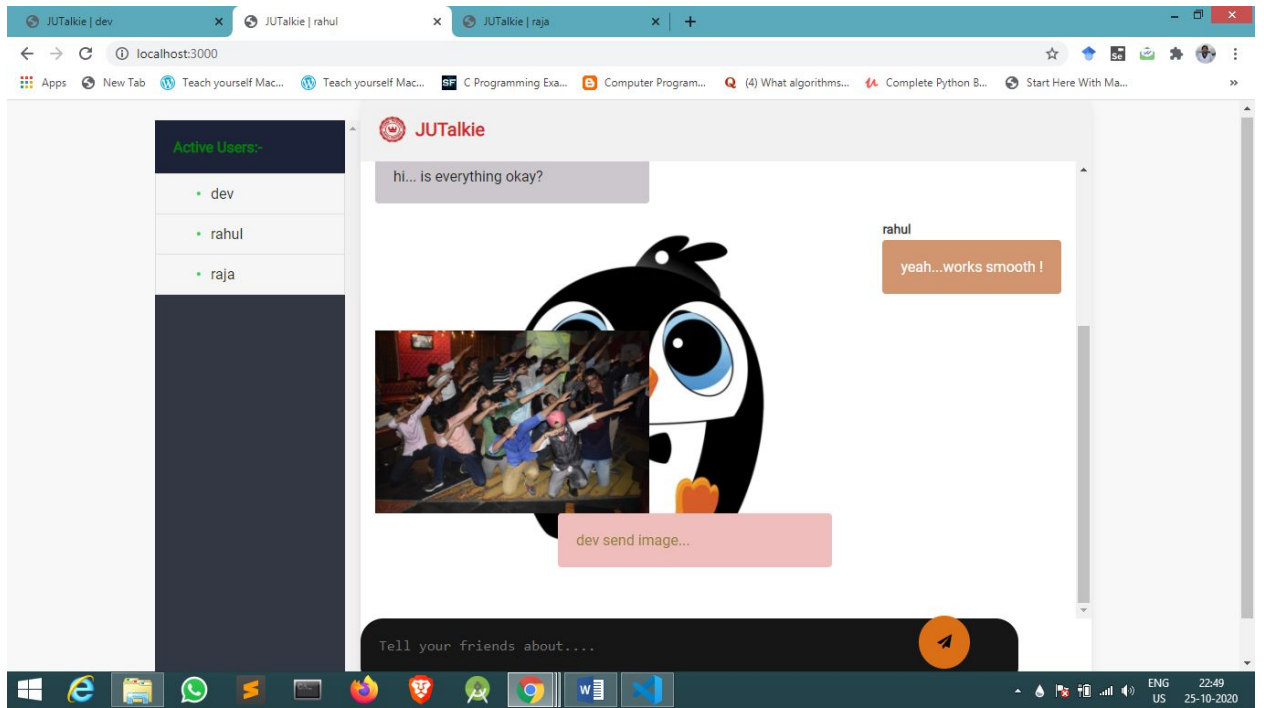 JUTalkie | dev
JUTalkie | rahul
JUTalkie | raja
localhost:3000
Apps New Tab Teach yourself Mac... Teach yourself Mac... SF C Programming Exa... Computer Program... Q (4) What algorithms... Complete Python B... Start Here With Ma... »
Active Users:-
dev
rahul
raja
JUTalkie
hi... is everything okay?
rahul
yeah...works smooth !
dev send image...
Tell your friends about....
ENG 22:49
US 25-10-2020